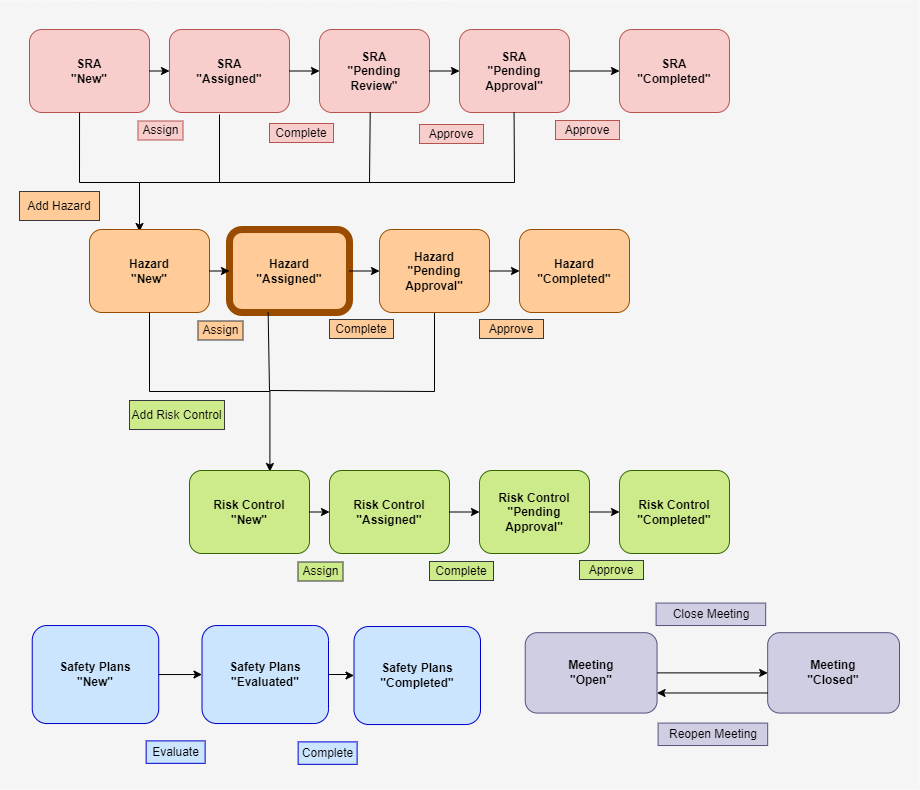 SRA
"New"
SRA
"Assigned"
SRA
"Pending
Review"
SRA
"Pending
Approval"
SRA
"Completed"
Assign
Complete
Approve
Approve
Add Hazard
Hazard
"New"
Hazard
"Assigned"
Hazard
"Pending
Approval"
Hazard
"Completed"
Assign
Complete
Approve
Add Risk Control
Risk Control
"New"
Risk Control
"Assigned"
Risk Control
"Pending
Approval"
Risk Control
"Completed"
Assign
Complete
Approve
Safety Plans
"New"
Safety Plans
"Evaluated"
Safety Plans
"Completed"
Evaluate
Complete
Close Meeting
Meeting
"Open"
Meeting
"Closed"
Reopen Meeting